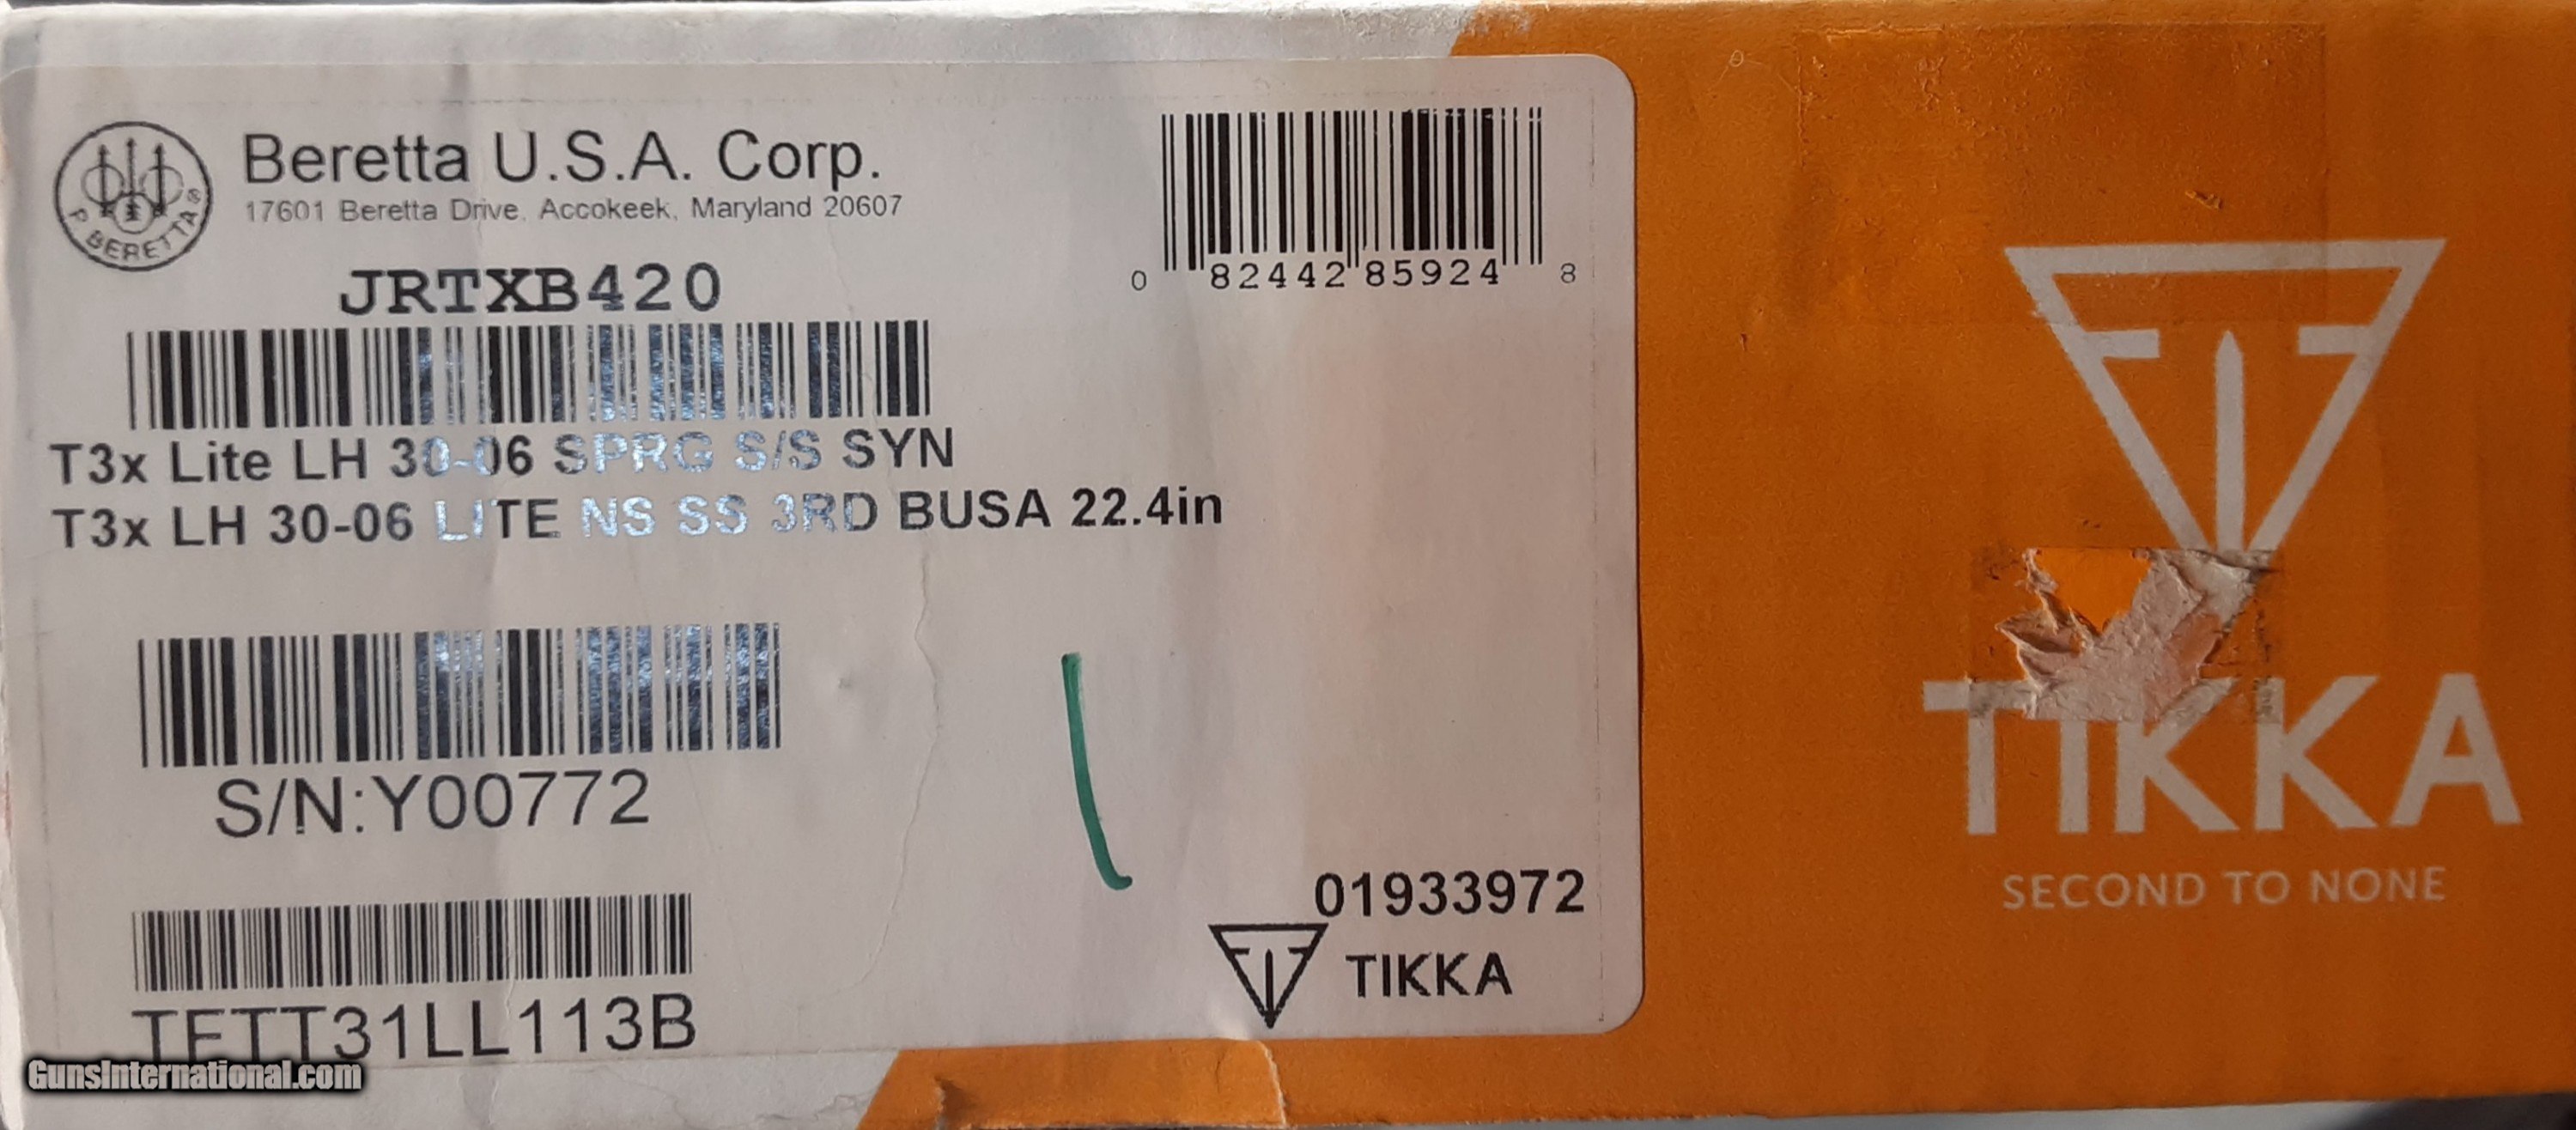 Beretta U.S.A. Corp.
17601 Beretta Drive, Accokeek, Maryland 20607
P. BERETTA®
JRTXB420
0 82442 85924 8
T3x Lite LH 30-06 SPRG S/S SYN
T3x LH 30-06 LITE NS SS 3RD BUSA 22.4in
S/N:Y00772
TFTT31LL113B
01933972
TIKKA
TIKKA
SECOND TO NONE
GunsInternational.com